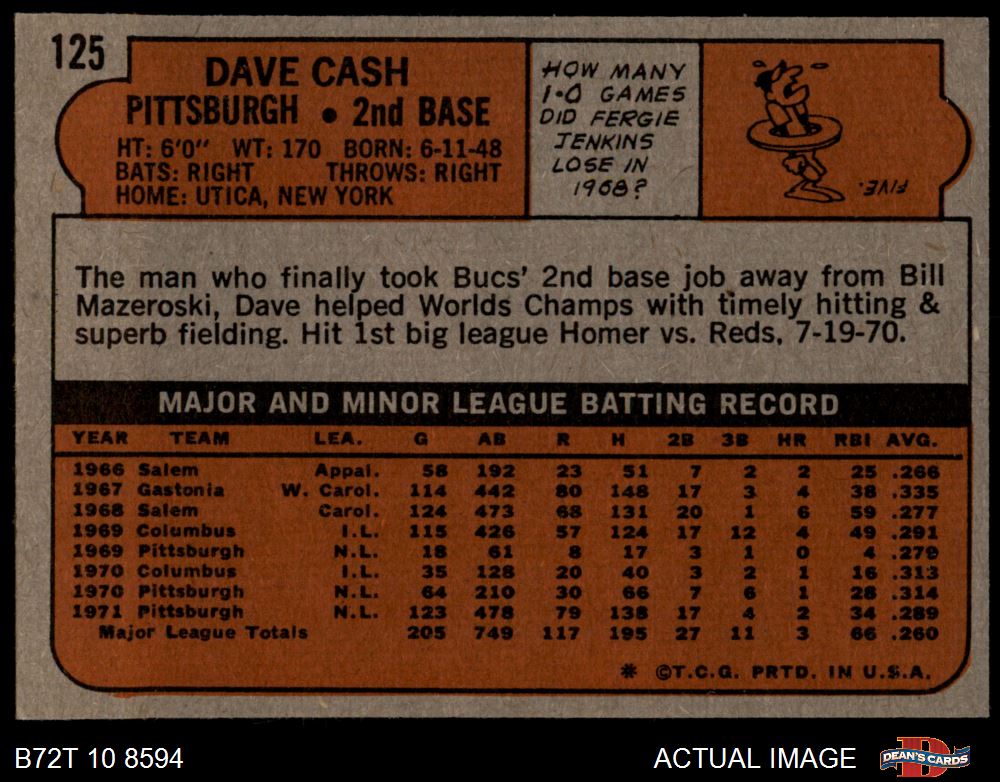 125
DAVE CASH
PITTSBURGH • 2nd BASE
HT: 6'0" WT: 170 BORN: 6-11-48
BATS: RIGHT THROWS: RIGHT
HOME: UTICA, NEW YORK
HOW MANY
1-0 GAMES
DID FERGIE
JENKINS
LOSE IN
1968?
FIVE.
The man who finally took Bucs' 2nd base job away from Bill
Mazeroski, Dave helped Worlds Champs with timely hitting &
superb fielding. Hit 1st big league Homer vs. Reds, 7-19-70.
MAJOR AND MINOR LEAGUE BATTING RECORD
YEAR TEAM LEA. G AB R H 2B 3B HR RBI AVG.
1966 Salem Appal. 58 192 23 51 7 2 2 25 .266
1967 Gastonia W. Carol. 114 442 80 148 17 3 4 38 .335
1968 Salem Carol. 124 473 68 131 20 1 6 59 .277
1969 Columbus I.L. 115 426 57 124 17 12 4 49 .291
1969 Pittsburgh N.L. 18 61 8 17 3 1 0 4 .279
1970 Columbus I.L. 35 128 20 40 3 2 1 16 .313
1970 Pittsburgh N.L. 64 210 30 66 7 6 1 28 .314
1971 Pittsburgh N.L. 123 478 79 138 17 4 2 34 .289
Major League Totals 205 749 117 195 27 11 3 66 .260
* ©T.C.G. PRTD. IN U.S.A.
B72T 10 8594
ACTUAL IMAGE
DEAN'S CARDS